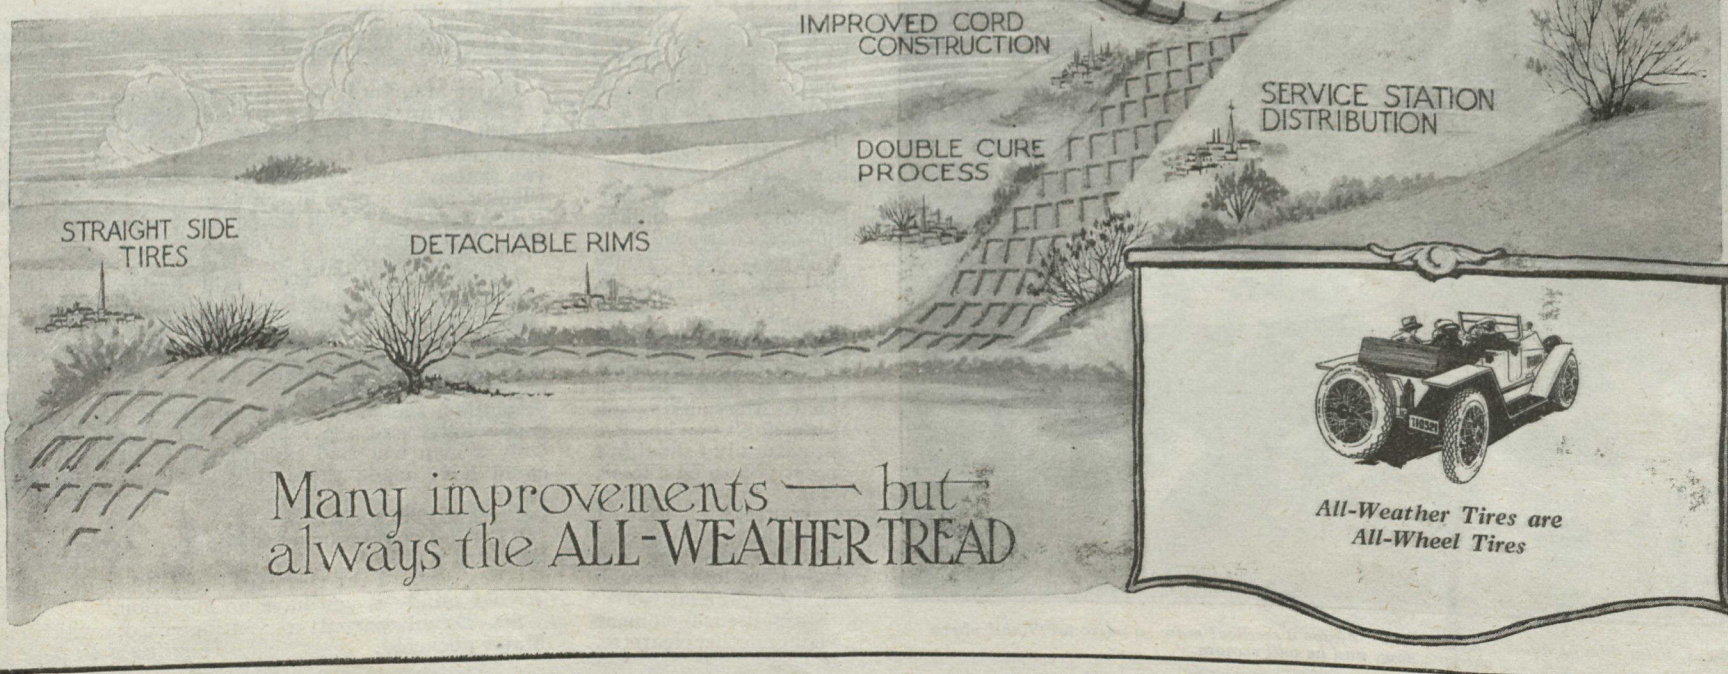 IMPROVED CORD
CONSTRUCTION
SERVICE STATION
DISTRIBUTION
DOUBLE CURE
PROCESS
STRAIGHT SIDE
TIRES
DETACHABLE RIMS
Many improvements — but
always the ALL-WEATHER TREAD
All-Weather Tires are
All-Wheel Tires